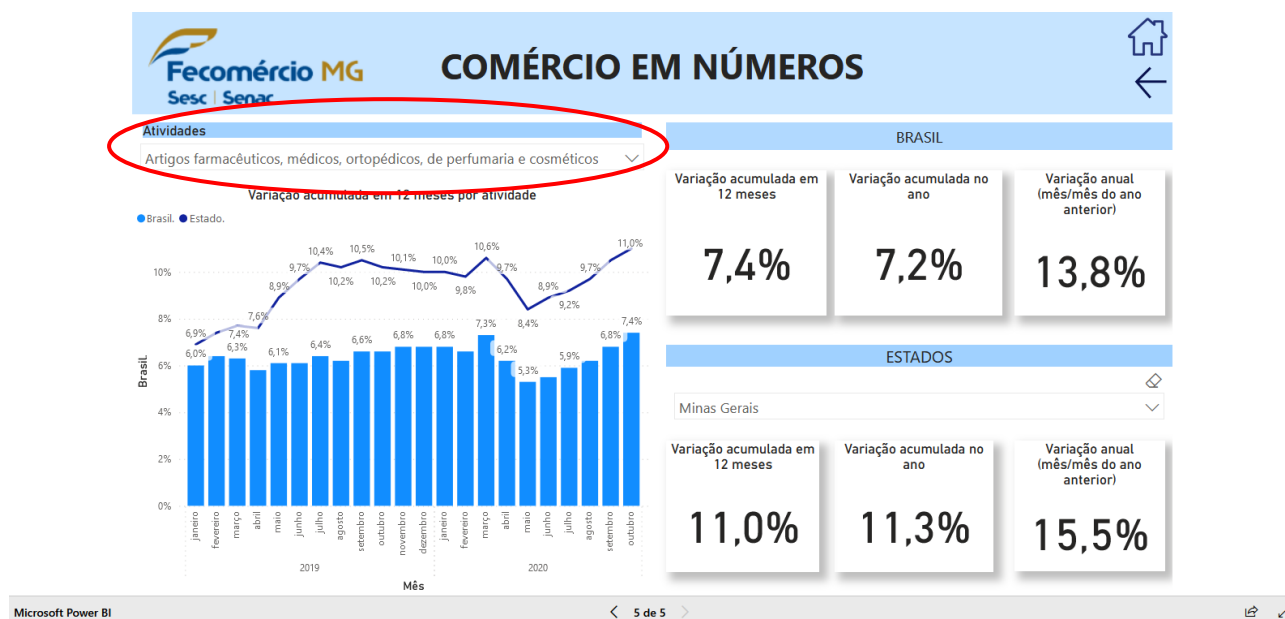 Fecomércio MG
Sesc | Senac
COMÉRCIO EM NÚMEROS
Atividades
Artigos farmacêuticos, médicos, ortopédicos, de perfumaria e cosméticos
Variação acumulada em 12 meses por atividade
Brasil. Estado.
10%
8%
6%
4%
2%
0%
Brasil.
6,9%
7,4%
7,6%
8,9%
9,7%
10,4%
10,2%
10,5%
10,2%
10,1%
10,0%
10,0%
9,8%
10,6%
9,7%
8,4%
8,9%
9,2%
9,7%
11,0%
6,0%
6,3%
6,1%
6,4%
6,6%
6,8%
6,8%
7,3%
6,2%
5,3%
5,9%
6,8%
7,4%
janeiro
fevereiro
março
abril
maio
junho
julho
agosto
setembro
outubro
novembro
dezembro
janeiro
fevereiro
março
abril
maio
junho
julho
agosto
setembro
outubro
2019
2020
Mês
BRASIL
Variação acumulada em
12 meses
7,4%
Variação acumulada no
ano
7,2%
Variação anual
(mês/mês do ano
anterior)
13,8%
ESTADOS
Minas Gerais
Variação acumulada em
12 meses
11,0%
Variação acumulada no
ano
11,3%
Variação anual
(mês/mês do ano
anterior)
15,5%
Microsoft Power BI
5 de 5